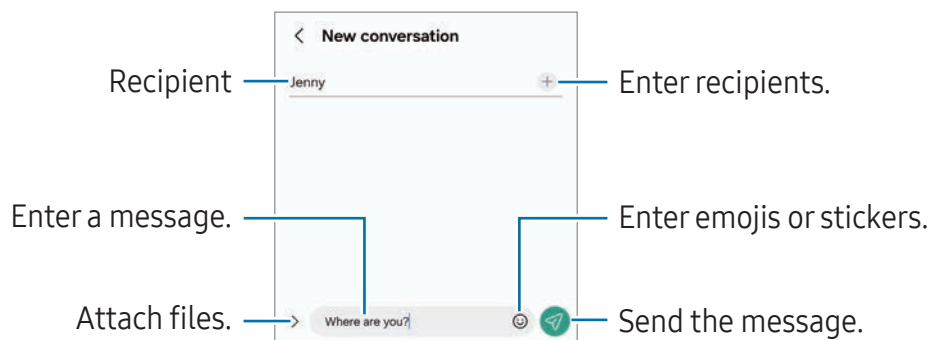 New conversation
Recipient
Jenny
Enter recipients.
Enter a message.
Enter emojis or stickers.
Attach files.
Where are you?
Send the message.